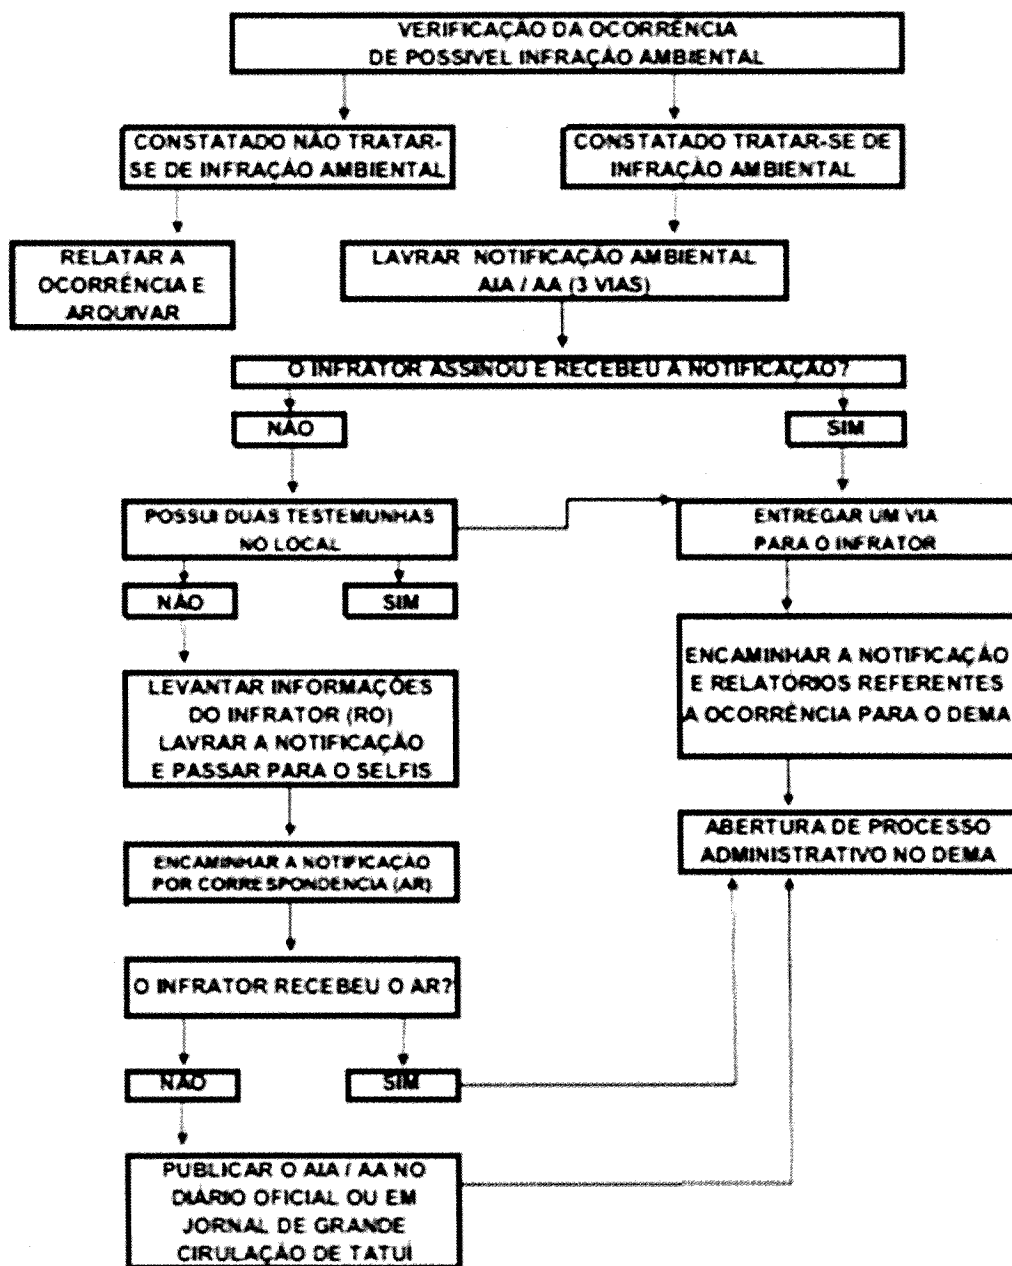 VERIFICAÇÃO DA OCORRÊNCIA
DE POSSIVEL INFRAÇÃO AMBIENTAL
CONSTATADO NÃO TRATAR-
SE DE INFRAÇÃO AMBIENTAL
CONSTATADO TRATAR-SE DE
INFRAÇÃO AMBIENTAL
RELATAR A
OCORRÊNCIA E
ARQUIVAR
LAVRAR NOTIFICAÇÃO AMBIENTAL
AIA / AA (3 VIAS)
O INFRATOR ASSINOU E RECEBEU A NOTIFICAÇÃO?
NÃO
SIM
POSSUI DUAS TESTEMUNHAS
NO LOCAL
ENTREGAR UM VIA
PARA O INFRATOR
NÃO
SIM
ENCAMINHAR A NOTIFICAÇÃO
E RELATÓRIOS REFERENTES
A OCORRÊNCIA PARA O DEMA
LEVANTAR INFORMAÇÕES
DO INFRATOR (RO)
LAVRAR A NOTIFICAÇÃO
E PASSAR PARA O SELFIS
ABERTURA DE PROCESSO
ADMINISTRATIVO NO DEMA
ENCAMINHAR A NOTIFICAÇÃO
POR CORRESPONDENCIA (AR)
O INFRATOR RECEBEU O AR?
NÃO
SIM
PUBLICAR O AIA / AA NO
DIÁRIO OFICIAL OU EM
JORNAL DE GRANDE
CIRULAÇÃO DE TATUÍ